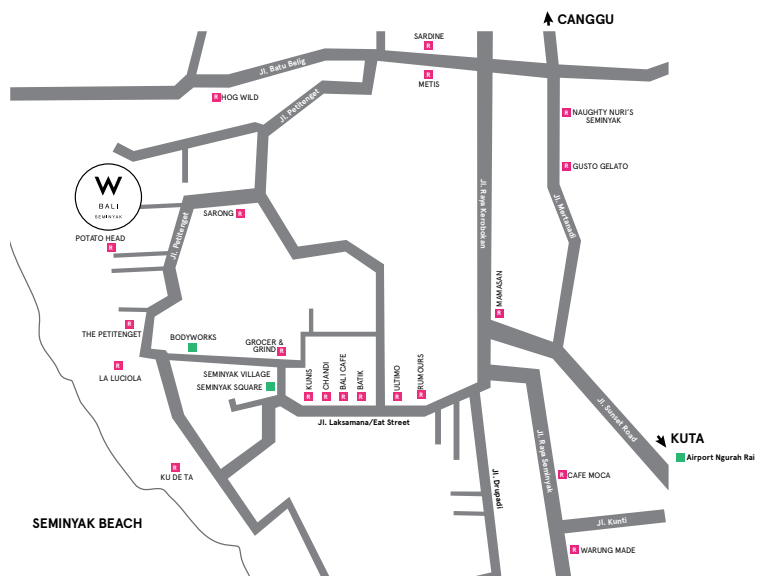 CANGGU
SARDINE
R
R
METIS
Jl. Batu Belig
R HOG WILD
Jl. Petitenget
R NAUGHTY NURI'S
SEMINYAK
R GUSTO GELATO
W
BALI
SEMINYAK
SARONG R
Jl. Raya Kerobokan
Jl. Mertanadi
Jl. Petitenget
POTATO HEAD
R
MAMASAN
R
R
THE PETITENGET
BODYWORKS
GROCER &
GRIND R
R
LA LUCIOLA
SEMINYAK VILLAGE
SEMINYAK SQUARE
KUNIS
R
CHANDI
R
BALI CAFE
R
BATIK
R
ULTIMO
R
RUMOURS
R
Jl. Laksamana/Eat Street
Jl. Sunset Road
KUTA
Airport Ngurah Rai
R
KU DE TA
Jl. Drupadi
Jl. Raya Seminyak
R CAFE MOCA
SEMINYAK BEACH
Jl. Kunti
R WARUNG MADE